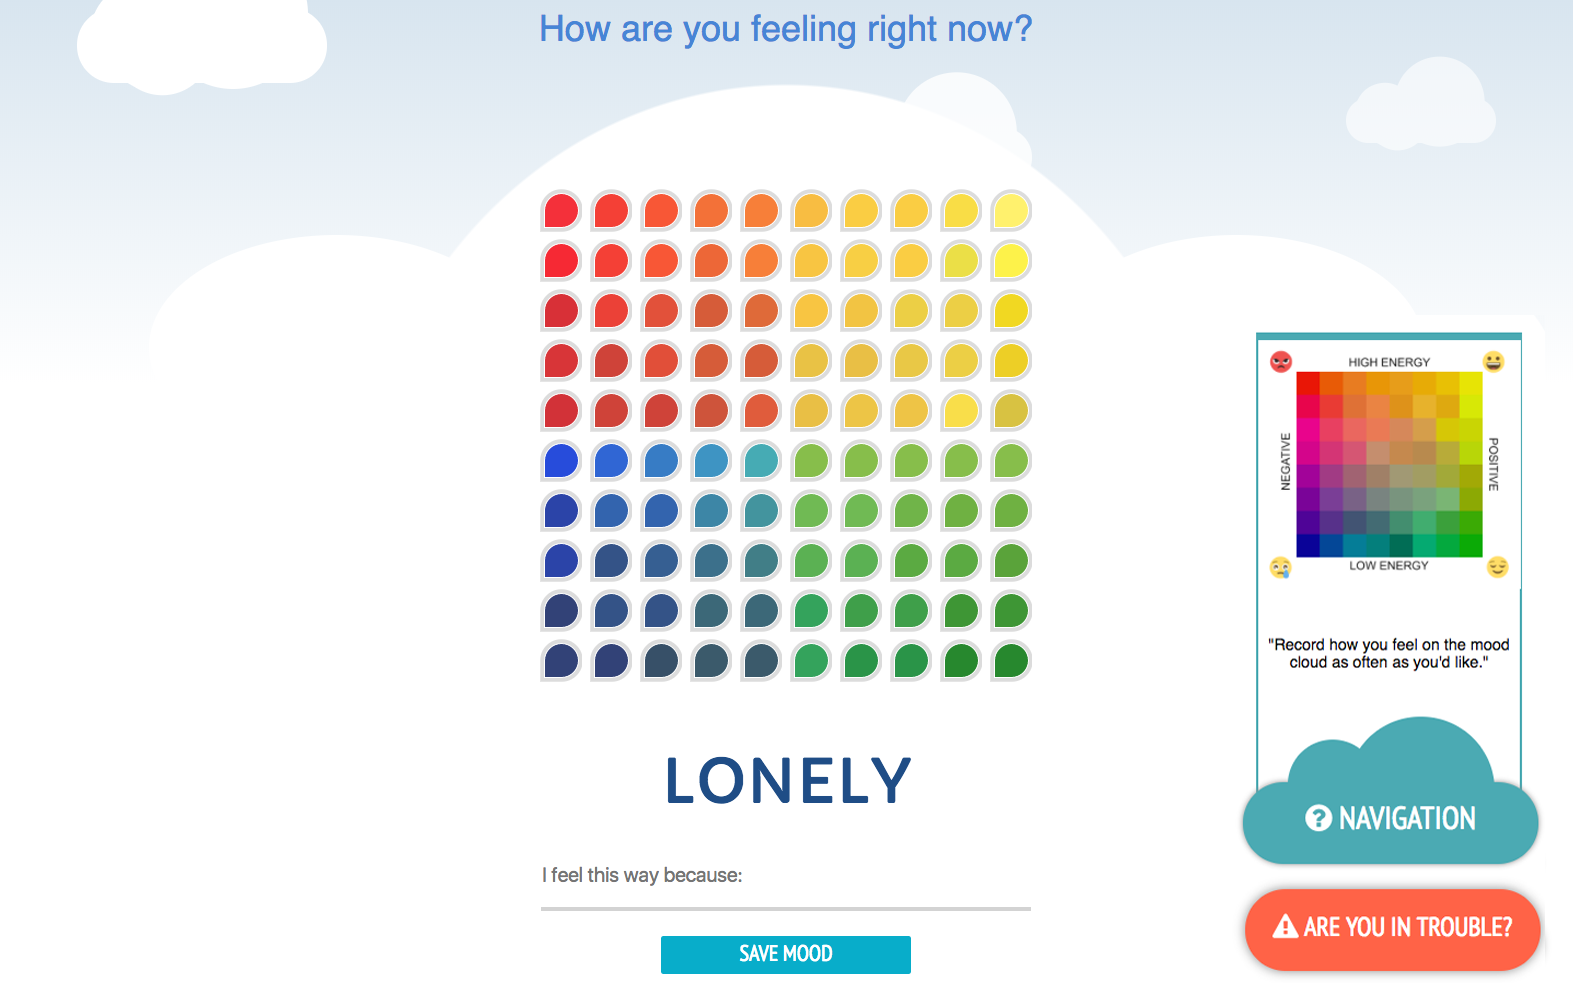 How are you feeling right now?
HIGH ENERGY
NEGATIVE
POSITIVE
LOW ENERGY
"Record how you feel on the mood
cloud as often as you'd like."
LONELY
? NAVIGATION
I feel this way because:
ARE YOU IN TROUBLE?
SAVE MOOD